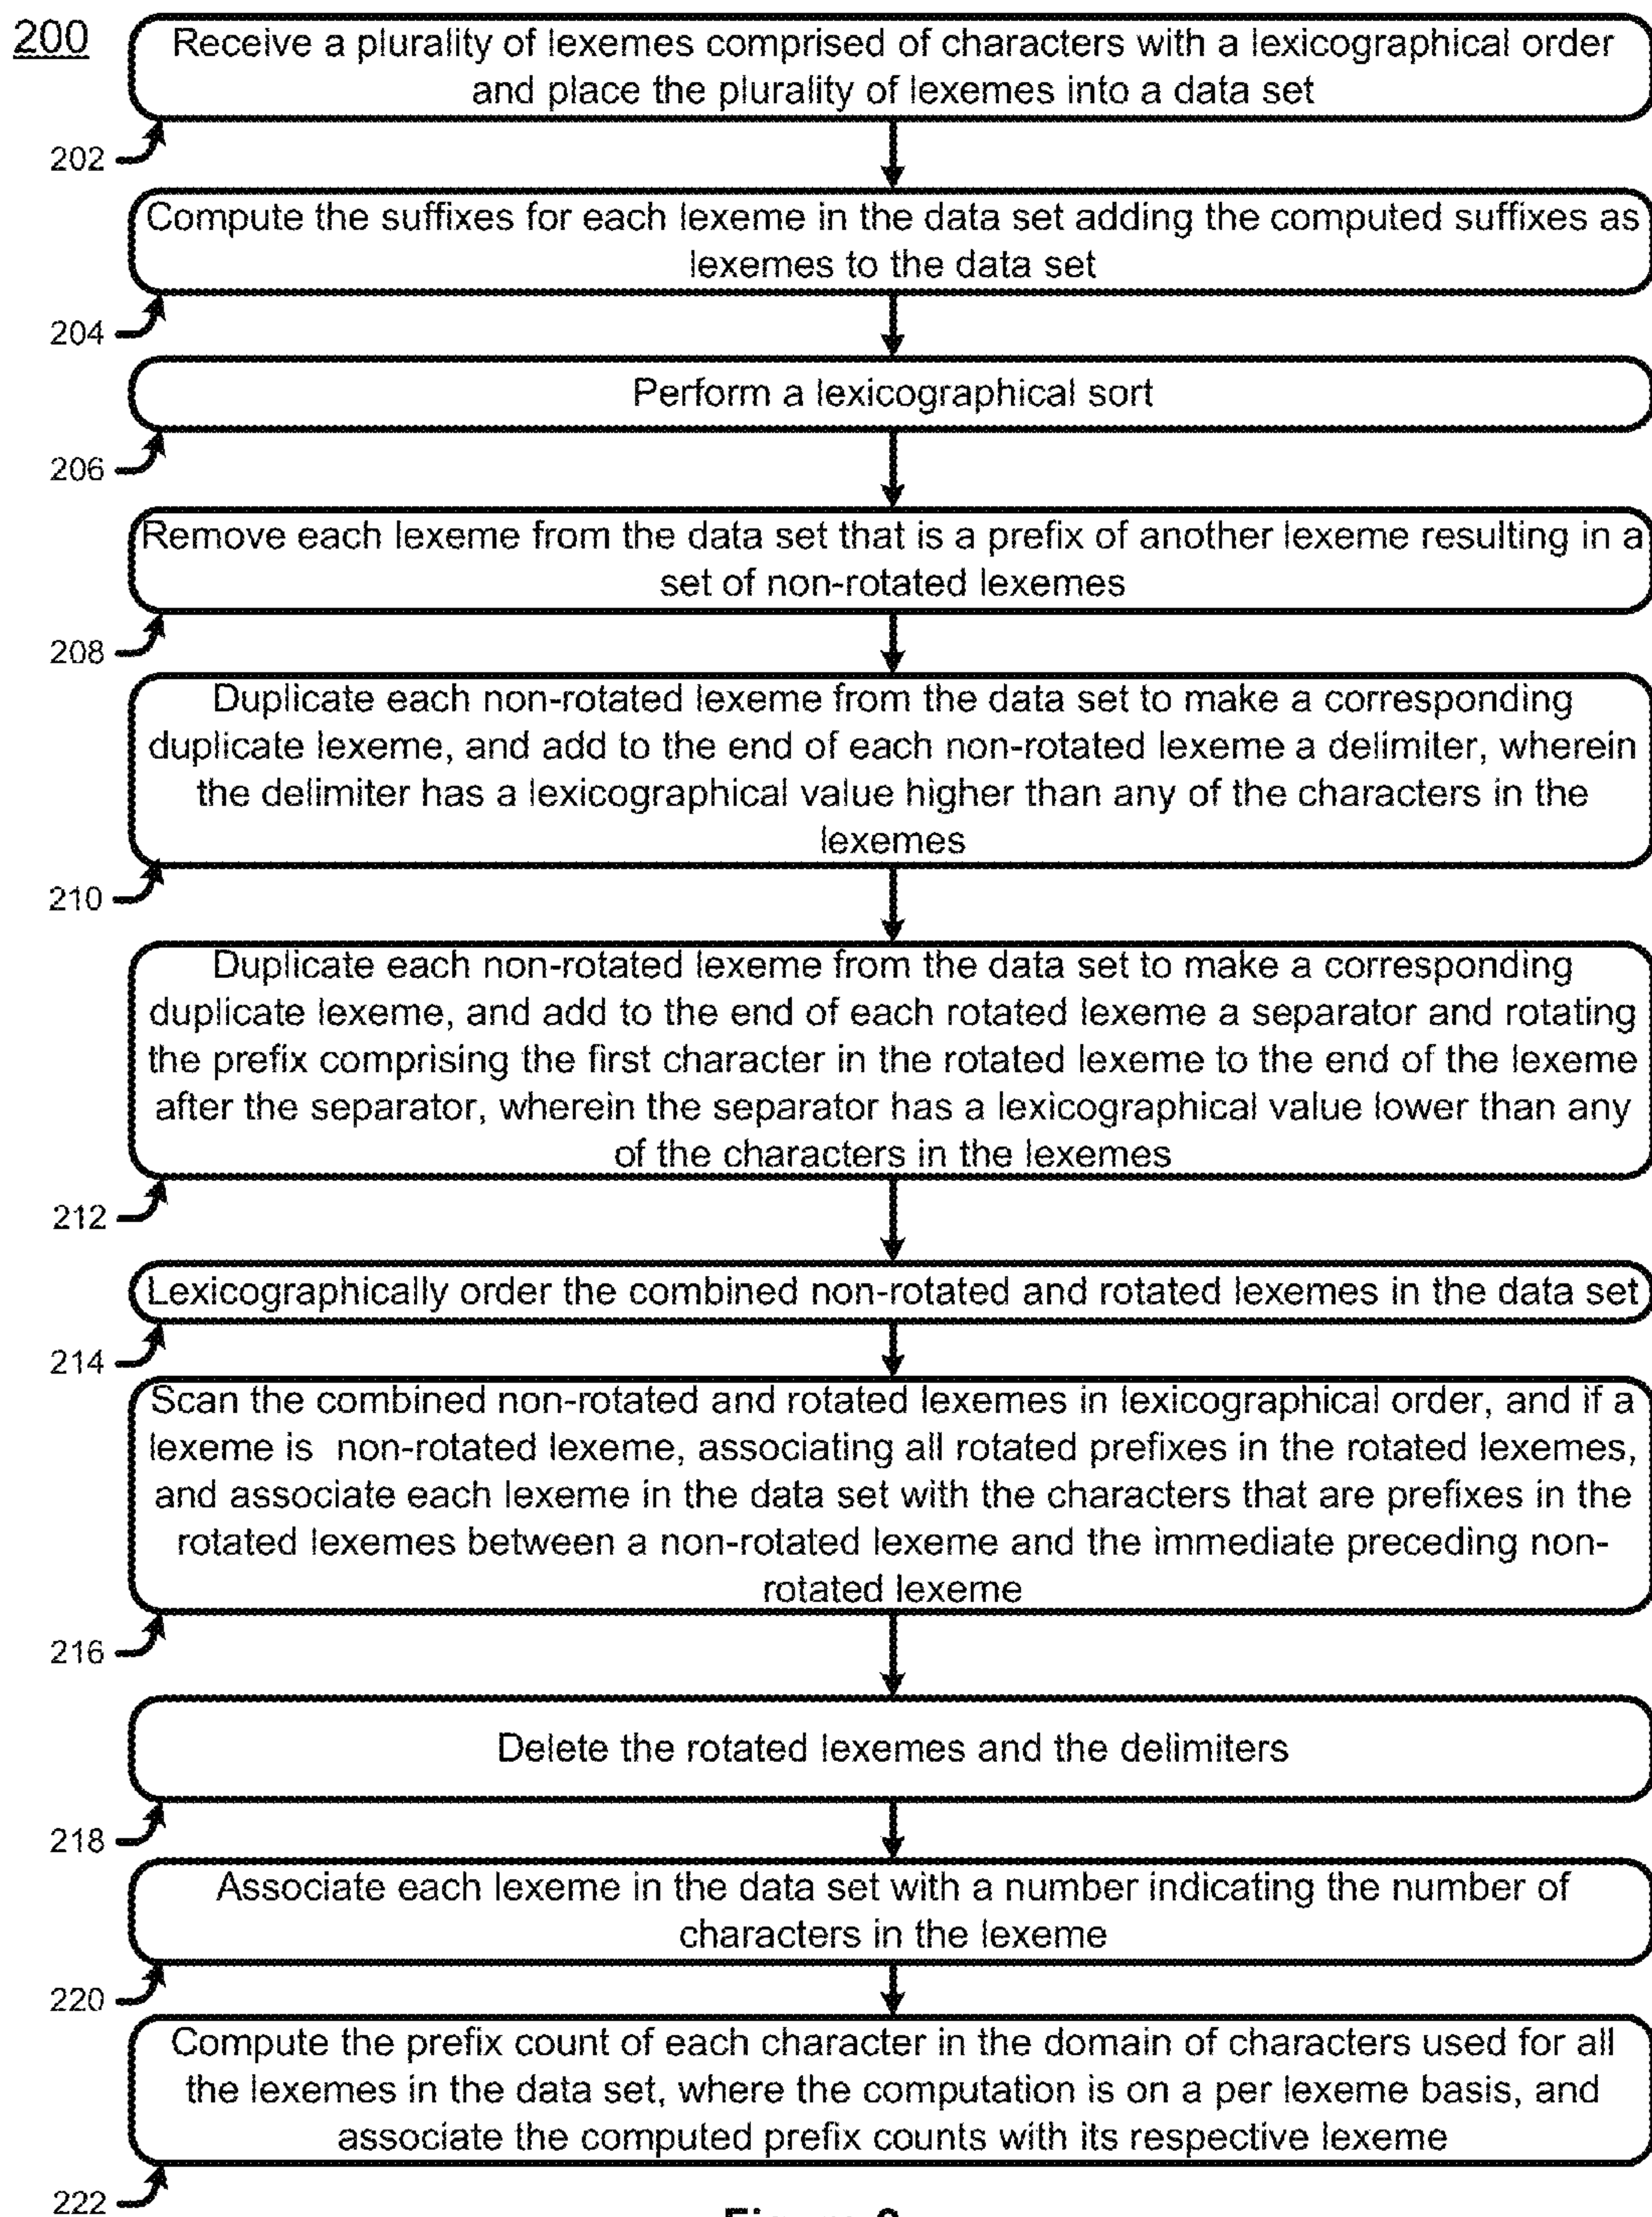 200
Receive a plurality of lexemes comprised of characters with a lexicographical order
and place the plurality of lexemes into a data set
202
Compute the suffixes for each lexeme in the data set adding the computed suffixes as
lexemes to the data set
204
Perform a lexicographical sort
206
Remove each lexeme from the data set that is a prefix of another lexeme resulting in a
set of non-rotated lexemes
208
Duplicate each non-rotated lexeme from the data set to make a corresponding
duplicate lexeme, and add to the end of each non-rotated lexeme a delimiter, wherein
the delimiter has a lexicographical value higher than any of the characters in the
lexemes
210
Duplicate each non-rotated lexeme from the data set to make a corresponding
duplicate lexeme, and add to the end of each rotated lexeme a separator and rotating
the prefix comprising the first character in the rotated lexeme to the end of the lexeme
after the separator, wherein the separator has a lexicographical value lower than any
of the characters in the lexemes
212
Lexicographically order the combined non-rotated and rotated lexemes in the data set
214
Scan the combined non-rotated and rotated lexemes in lexicographical order, and if a
lexeme is non-rotated lexeme, associating all rotated prefixes in the rotated lexemes,
and associate each lexeme in the data set with the characters that are prefixes in the
rotated lexemes between a non-rotated lexeme and the immediate preceding non-
rotated lexeme
216
Delete the rotated lexemes and the delimiters
218
Associate each lexeme in the data set with a number indicating the number of
characters in the lexeme
220
Compute the prefix count of each character in the domain of characters used for all
the lexemes in the data set, where the computation is on a per lexeme basis, and
associate the computed prefix counts with its respective lexeme
222